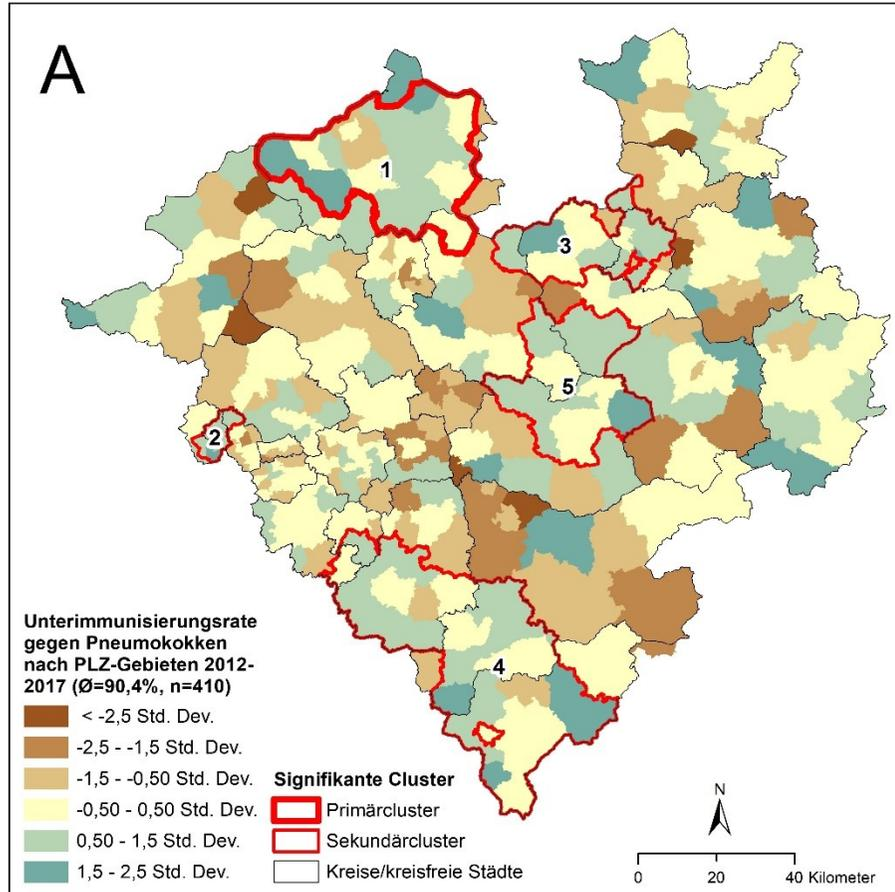 A
1
3
5
2
4
Unterimmunisierungsrate
gegen Pneumokokken
nach PLZ-Gebieten 2012-
2017 (Ø=90,4%, n=410)
< -2,5 Std. Dev.
-2,5 - -1,5 Std. Dev.
-1,5 - -0,50 Std. Dev.
-0,50 - 0,50 Std. Dev.
0,50 - 1,5 Std. Dev.
1,5 - 2,5 Std. Dev.
Signifikante Cluster
Primärcluster
Sekundärcluster
Kreise/kreisfreie Städte
N
0 20 40 Kilometer